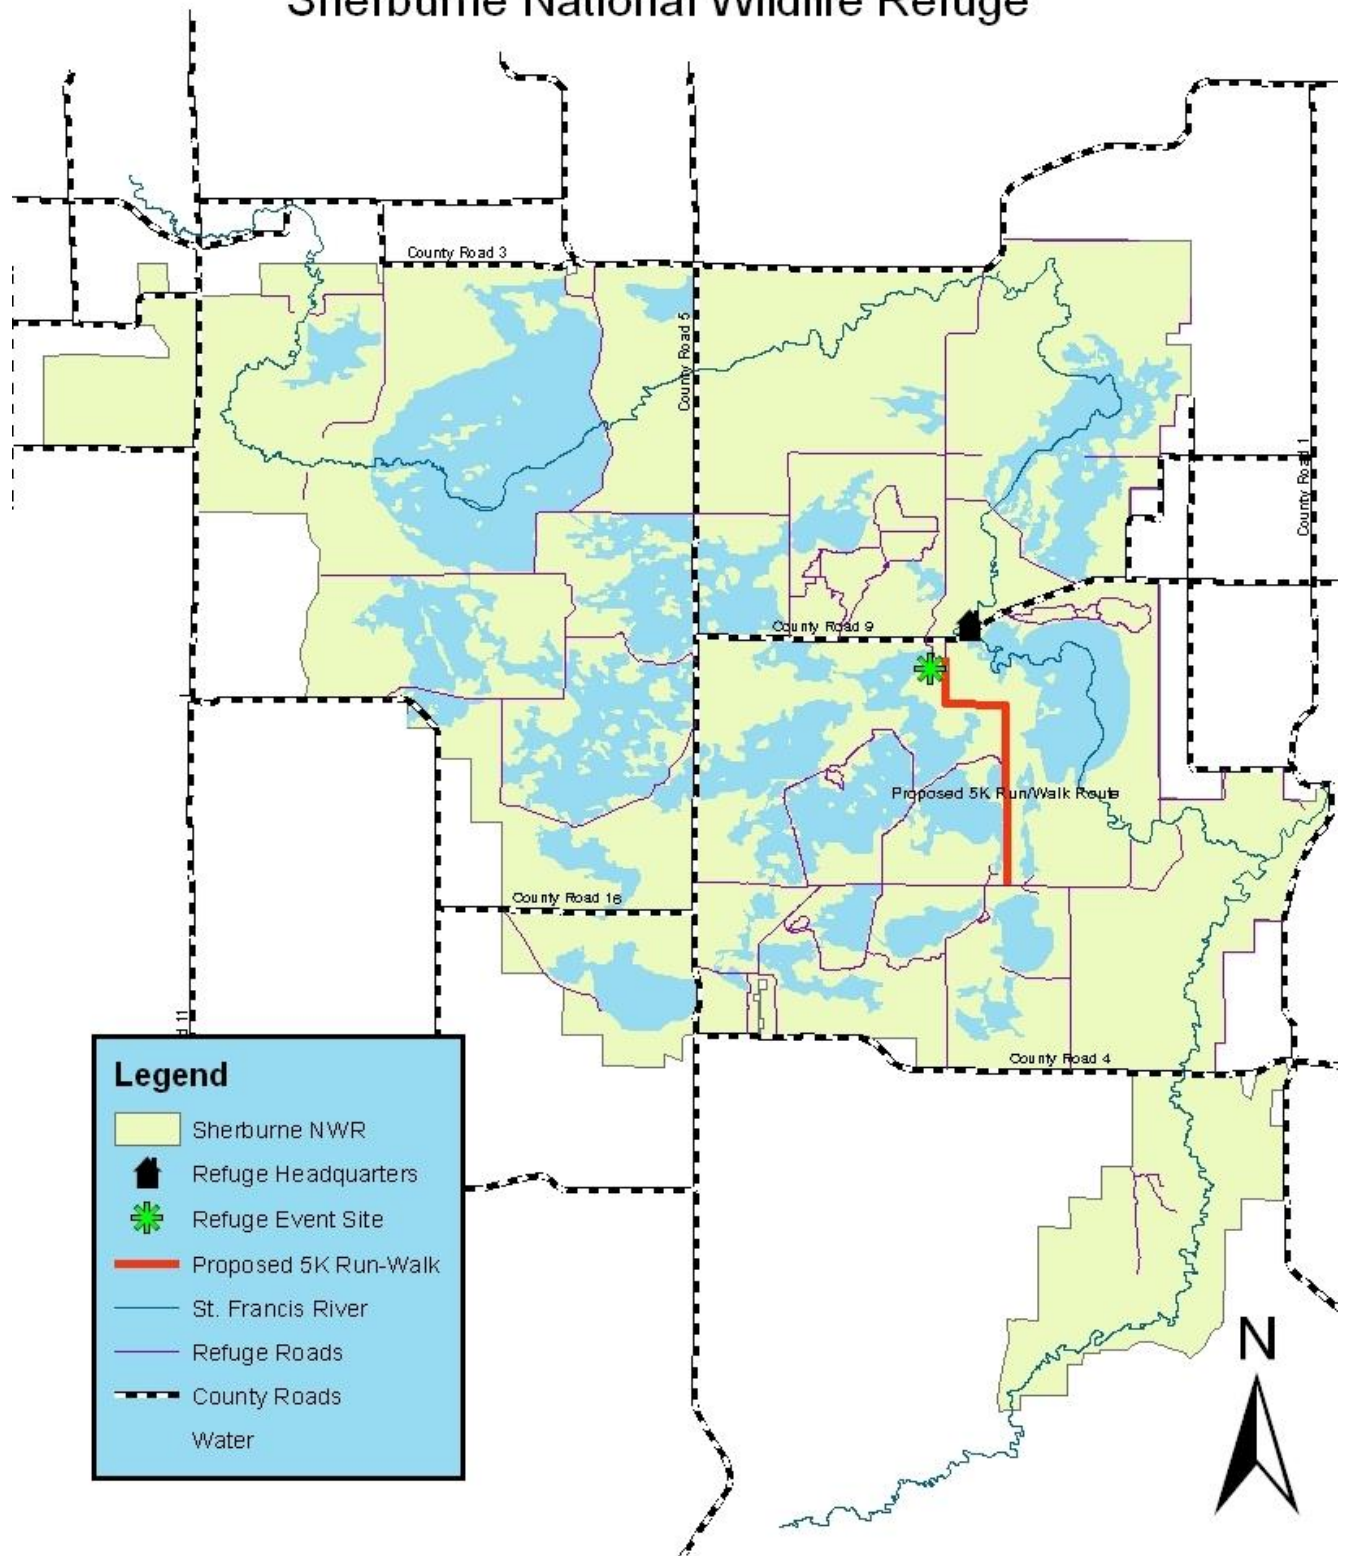 Sherburne National Wildlife Refuge
County Road 3
County Road 5
County Road 1
County Road 9
Proposed 5K Run/Walk Route
County Road 16
County Road 4
11
Legend
Sherburne NWR
Refuge Headquarters
Refuge Event Site
Proposed 5K Run-Walk
St. Francis River
Refuge Roads
County Roads
Water
N